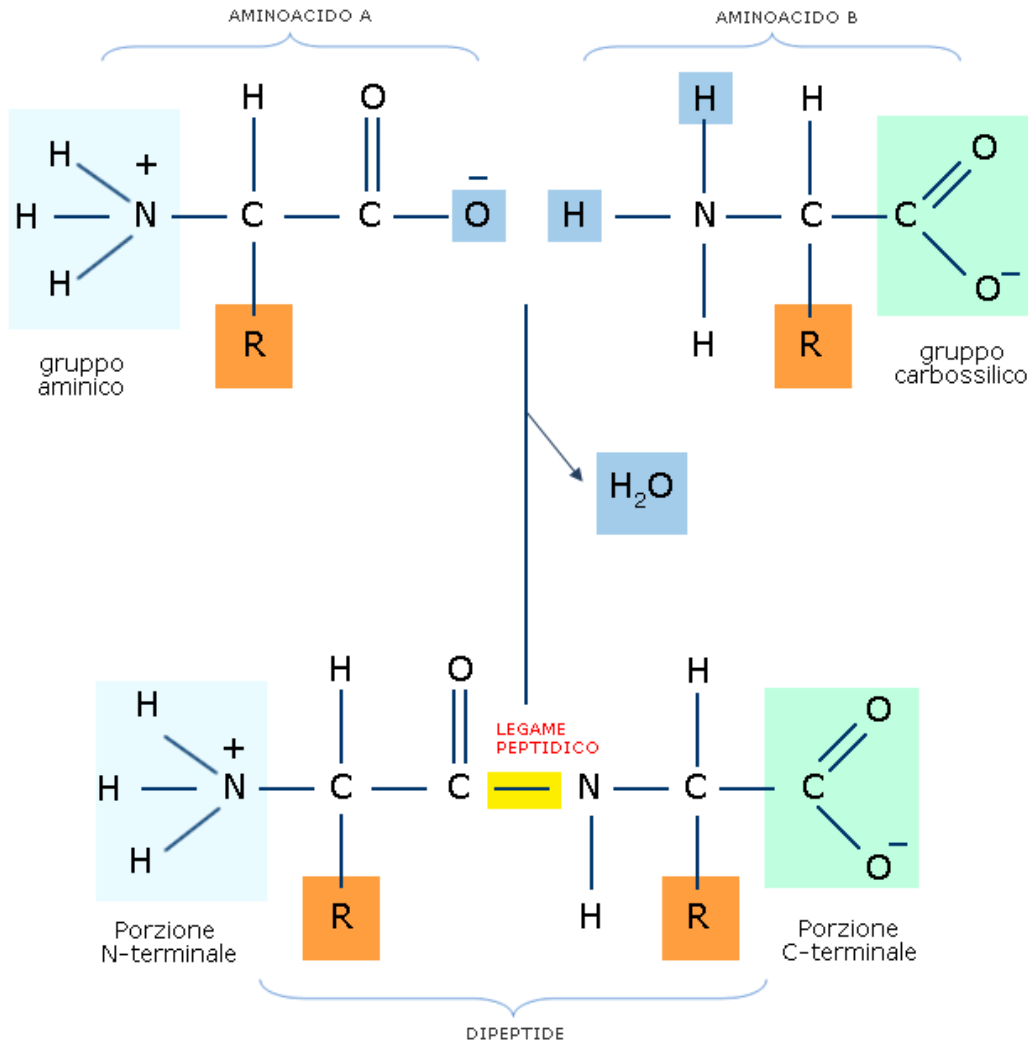 AMINOACIDO A
AMINOACIDO B
H O H H
H + – O
H N C C O H N C C
H R H R O–
gruppo
aminico
gruppo
carbossilico
H₂O
H O H
H O
+
LEGAME
PEPTIDICO
H N C C N C C
H O–
R H R
Porzione
N-terminale
Porzione
C-terminale
DIPEPTIDE